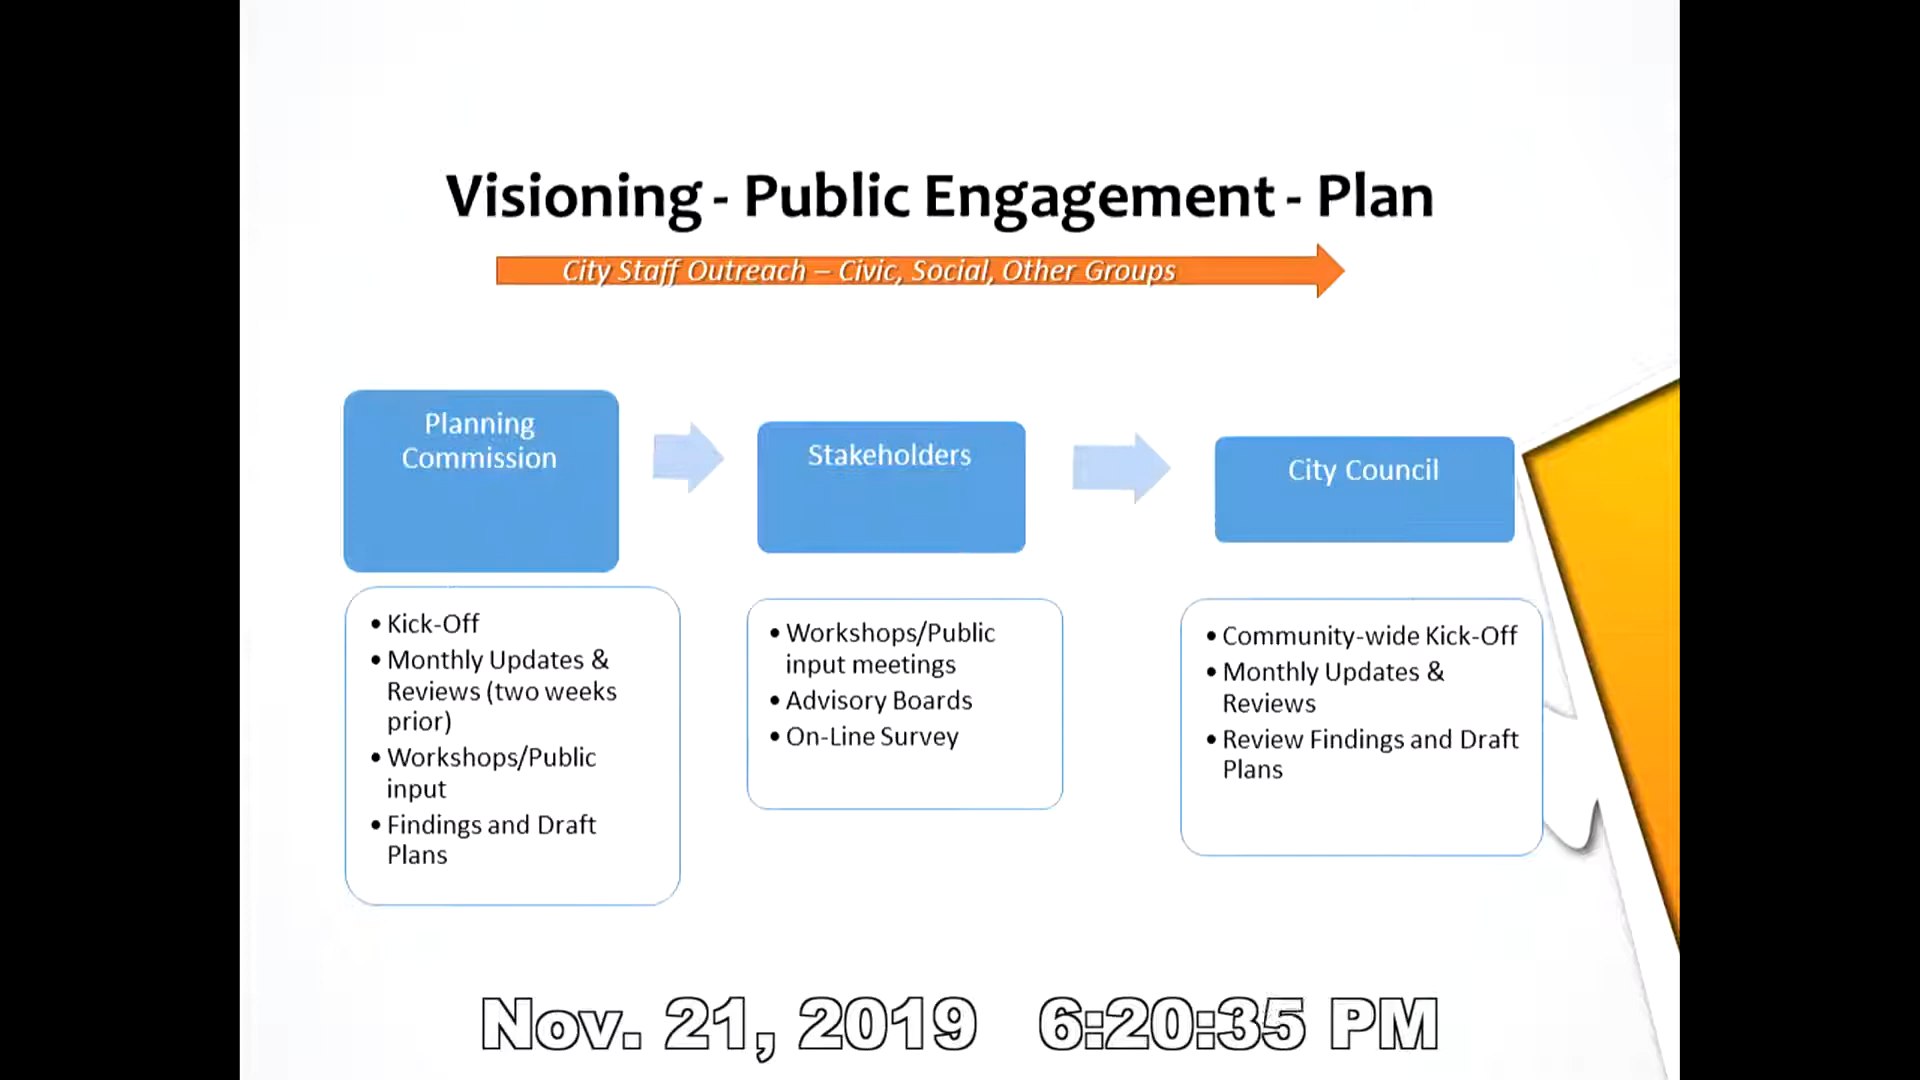 Visioning - Public Engagement - Plan
City Staff Outreach – Civic, Social, Other Groups
Planning
Commission
• Kick-Off
• Monthly Updates &
Reviews (two weeks
prior)
• Workshops/Public
input
• Findings and Draft
Plans
Stakeholders
• Workshops/Public
input meetings
• Advisory Boards
• On-Line Survey
City Council
• Community-wide Kick-Off
• Monthly Updates &
Reviews
• Review Findings and Draft
Plans
Nov. 21, 2019 6:20:35 PM